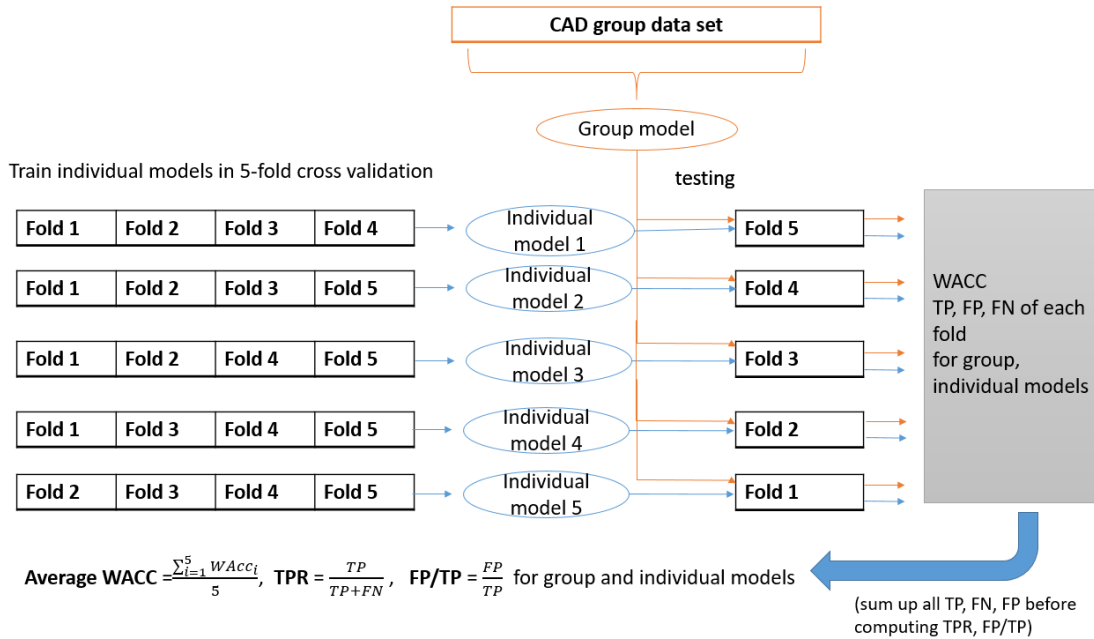 CAD group data set
Group model
Train individual models in 5-fold cross validation
testing
Fold 1 Fold 2 Fold 3 Fold 4
Individual
model 1
Fold 5
Fold 1 Fold 2 Fold 3 Fold 5
Individual
model 2
Fold 4
Fold 1 Fold 2 Fold 4 Fold 5
Individual
model 3
Fold 3
Fold 1 Fold 3 Fold 4 Fold 5
Individual
model 4
Fold 2
Fold 2 Fold 3 Fold 4 Fold 5
Individual
model 5
Fold 1
WACC
TP, FP, FN of each
fold
for group,
individual models
Average WACC = \frac{\sum_{i=1}^{5} WAcc_i}{5}, TPR = \frac{TP}{TP+FN} , FP/TP = \frac{FP}{TP} for group and individual models
(sum up all TP, FN, FP before
computing TPR, FP/TP)